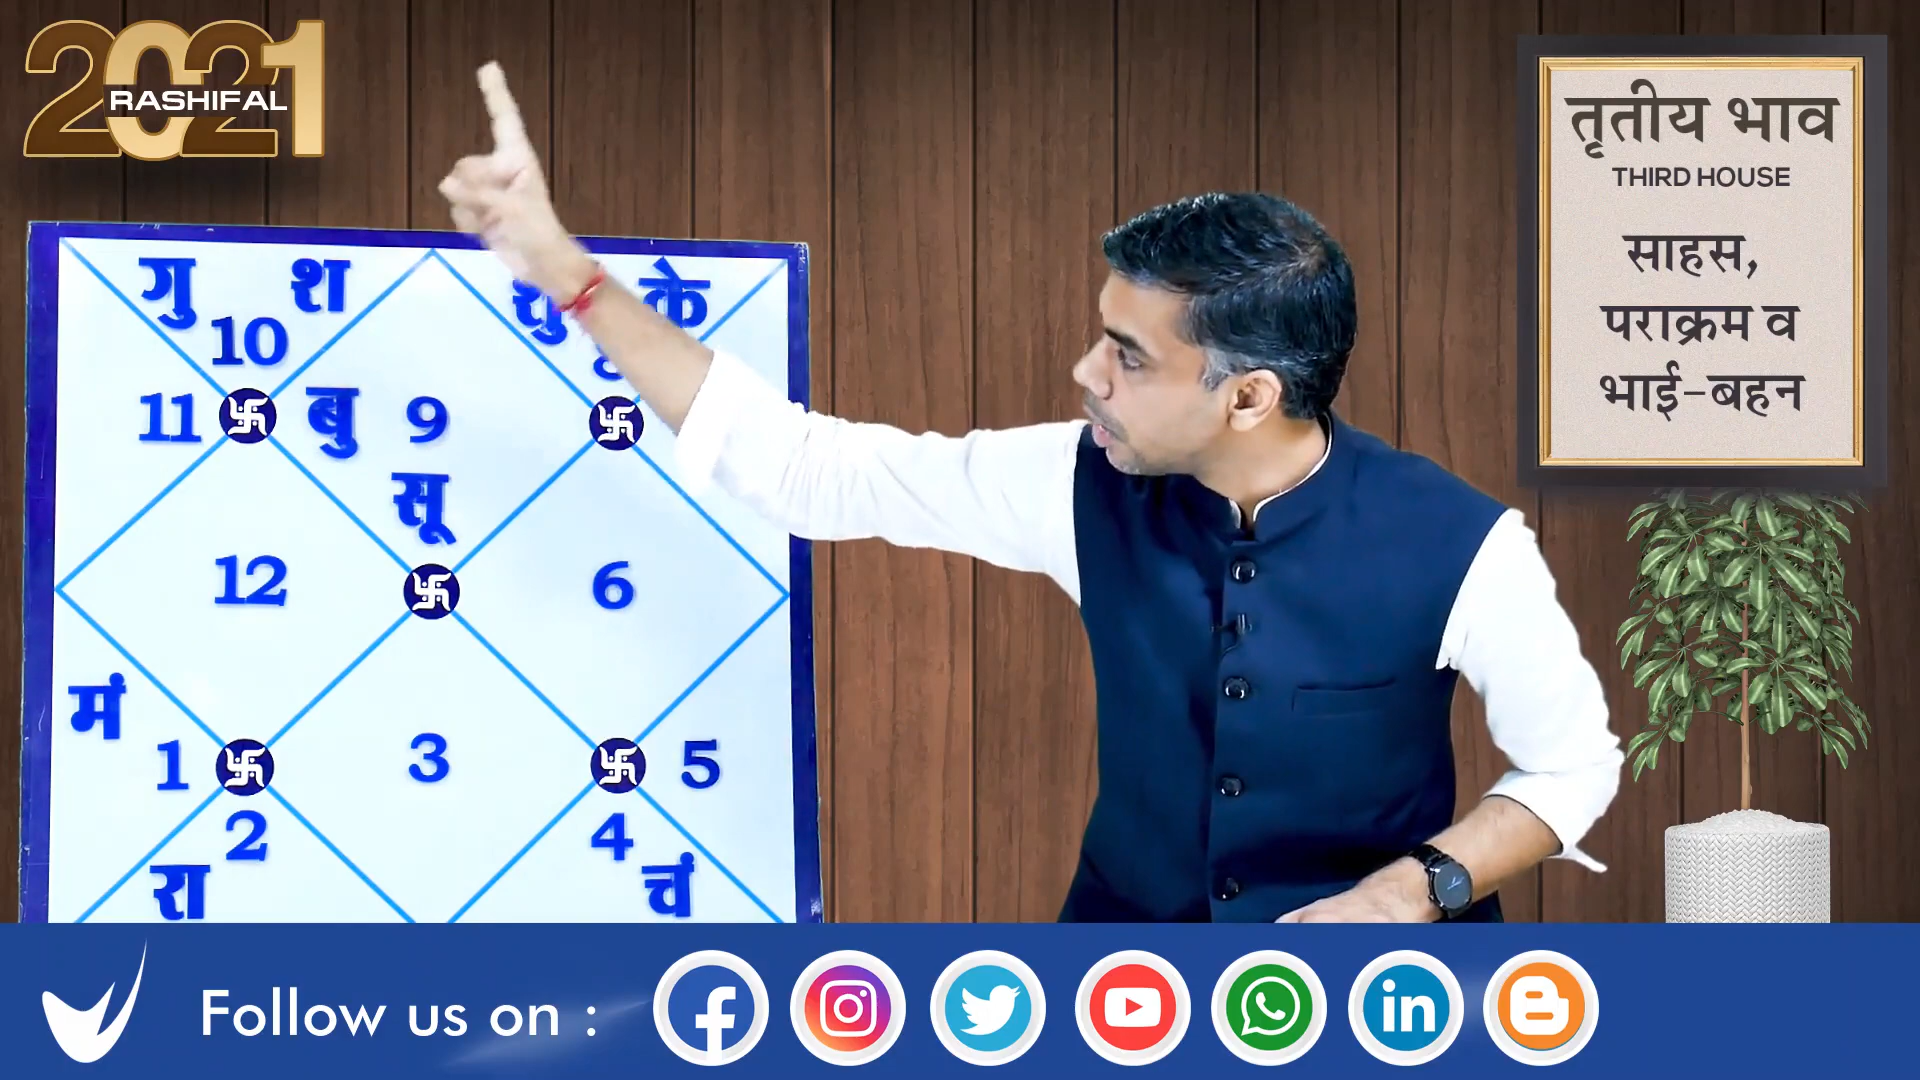 2021
RASHIFAL
तृतीय भाव
THIRD HOUSE
साहस,
पराक्रम व
भाई-बहन
गु श
10
शु के
11
बु 9
सू
12
6
मं
1
3
5
2
4
रा
चं
Follow us on :